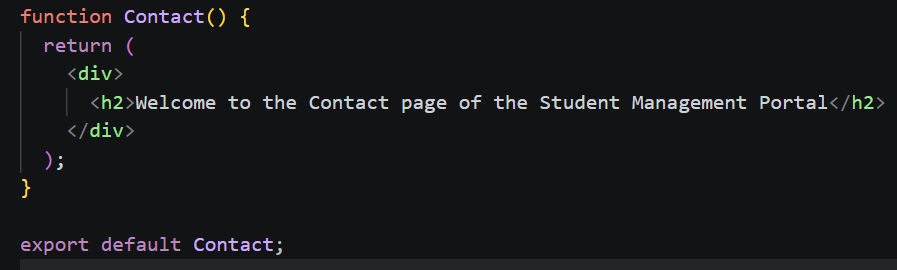 function Contact() {
  return (
    <div>
      <h2>Welcome to the Contact page of the Student Management Portal</h2>
    </div>
  );
}

export default Contact;